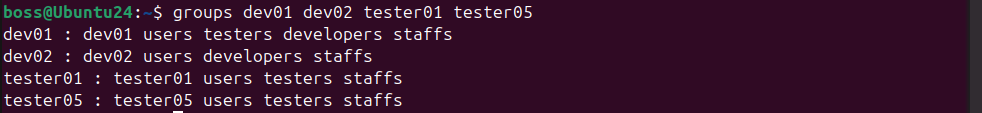 boss@Ubuntu24:~$ groups dev01 dev02 tester01 tester05
dev01 : dev01 users testers developers staffs
dev02 : dev02 users developers staffs
tester01 : tester01 users testers staffs
tester05 : tester05 users testers staffs